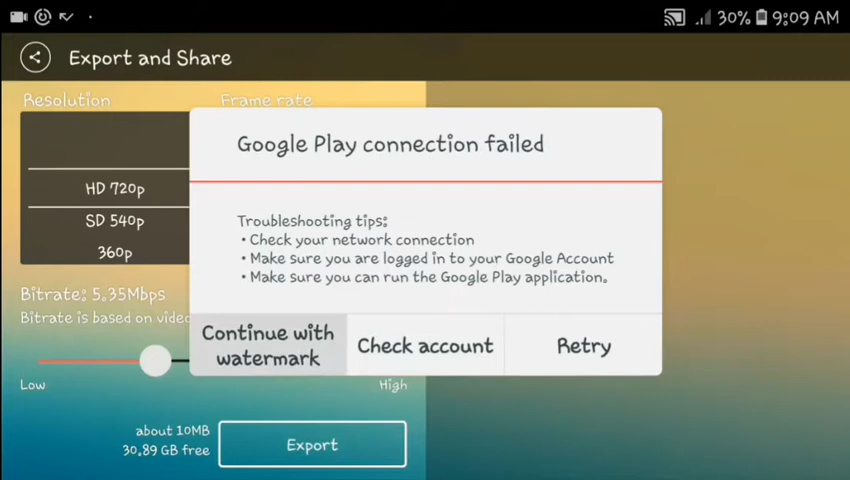 30% 9:09 AM
Export and Share
Resolution
Frame rate
HD 720p
SD 540p
360p
Bitrate: 5.35Mbps
Bitrate is based on video
Low
High
about 10MB
30.89 GB free
Export
Google Play connection failed
Troubleshooting tips:
• Check your network connection
• Make sure you are logged in to your Google Account
• Make sure you can run the Google Play application.
Continue with
watermark
Check account
Retry